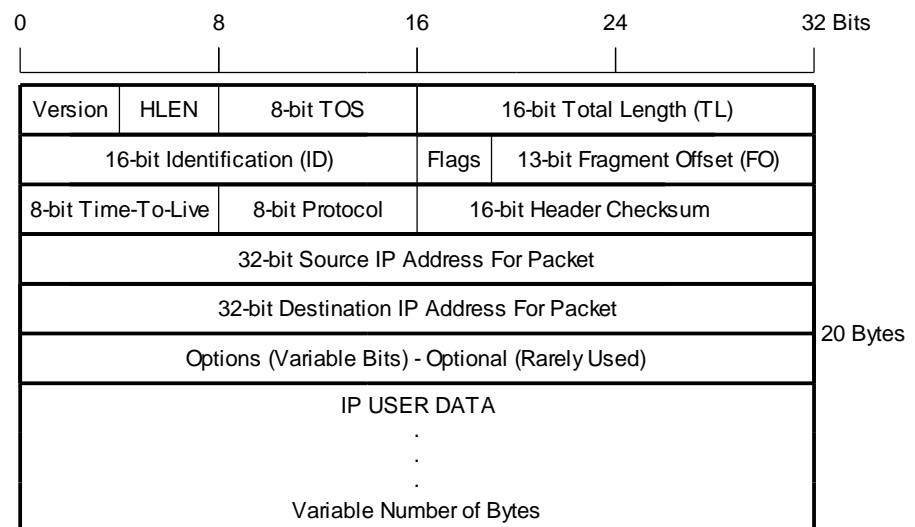 0 8 16 24 32 Bits
Version HLEN 8-bit TOS 16-bit Total Length (TL)
16-bit Identification (ID) Flags 13-bit Fragment Offset (FO)
8-bit Time-To-Live 8-bit Protocol 16-bit Header Checksum
32-bit Source IP Address For Packet
32-bit Destination IP Address For Packet
20 Bytes
Options (Variable Bits) - Optional (Rarely Used)
IP USER DATA
.
.
.
Variable Number of Bytes